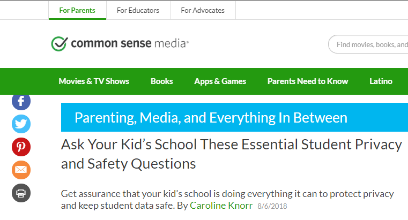 For Parents For Educators For Advocates
common sense media®
Find movies, books, and
Movies & TV Shows Books Apps & Games Parents Need to Know Latino
Parenting, Media, and Everything In Between
Ask Your Kid's School These Essential Student Privacy
and Safety Questions
Get assurance that your kid's school is doing everything it can to protect privacy
and keep student data safe. By Caroline Knorr 8/6/2018